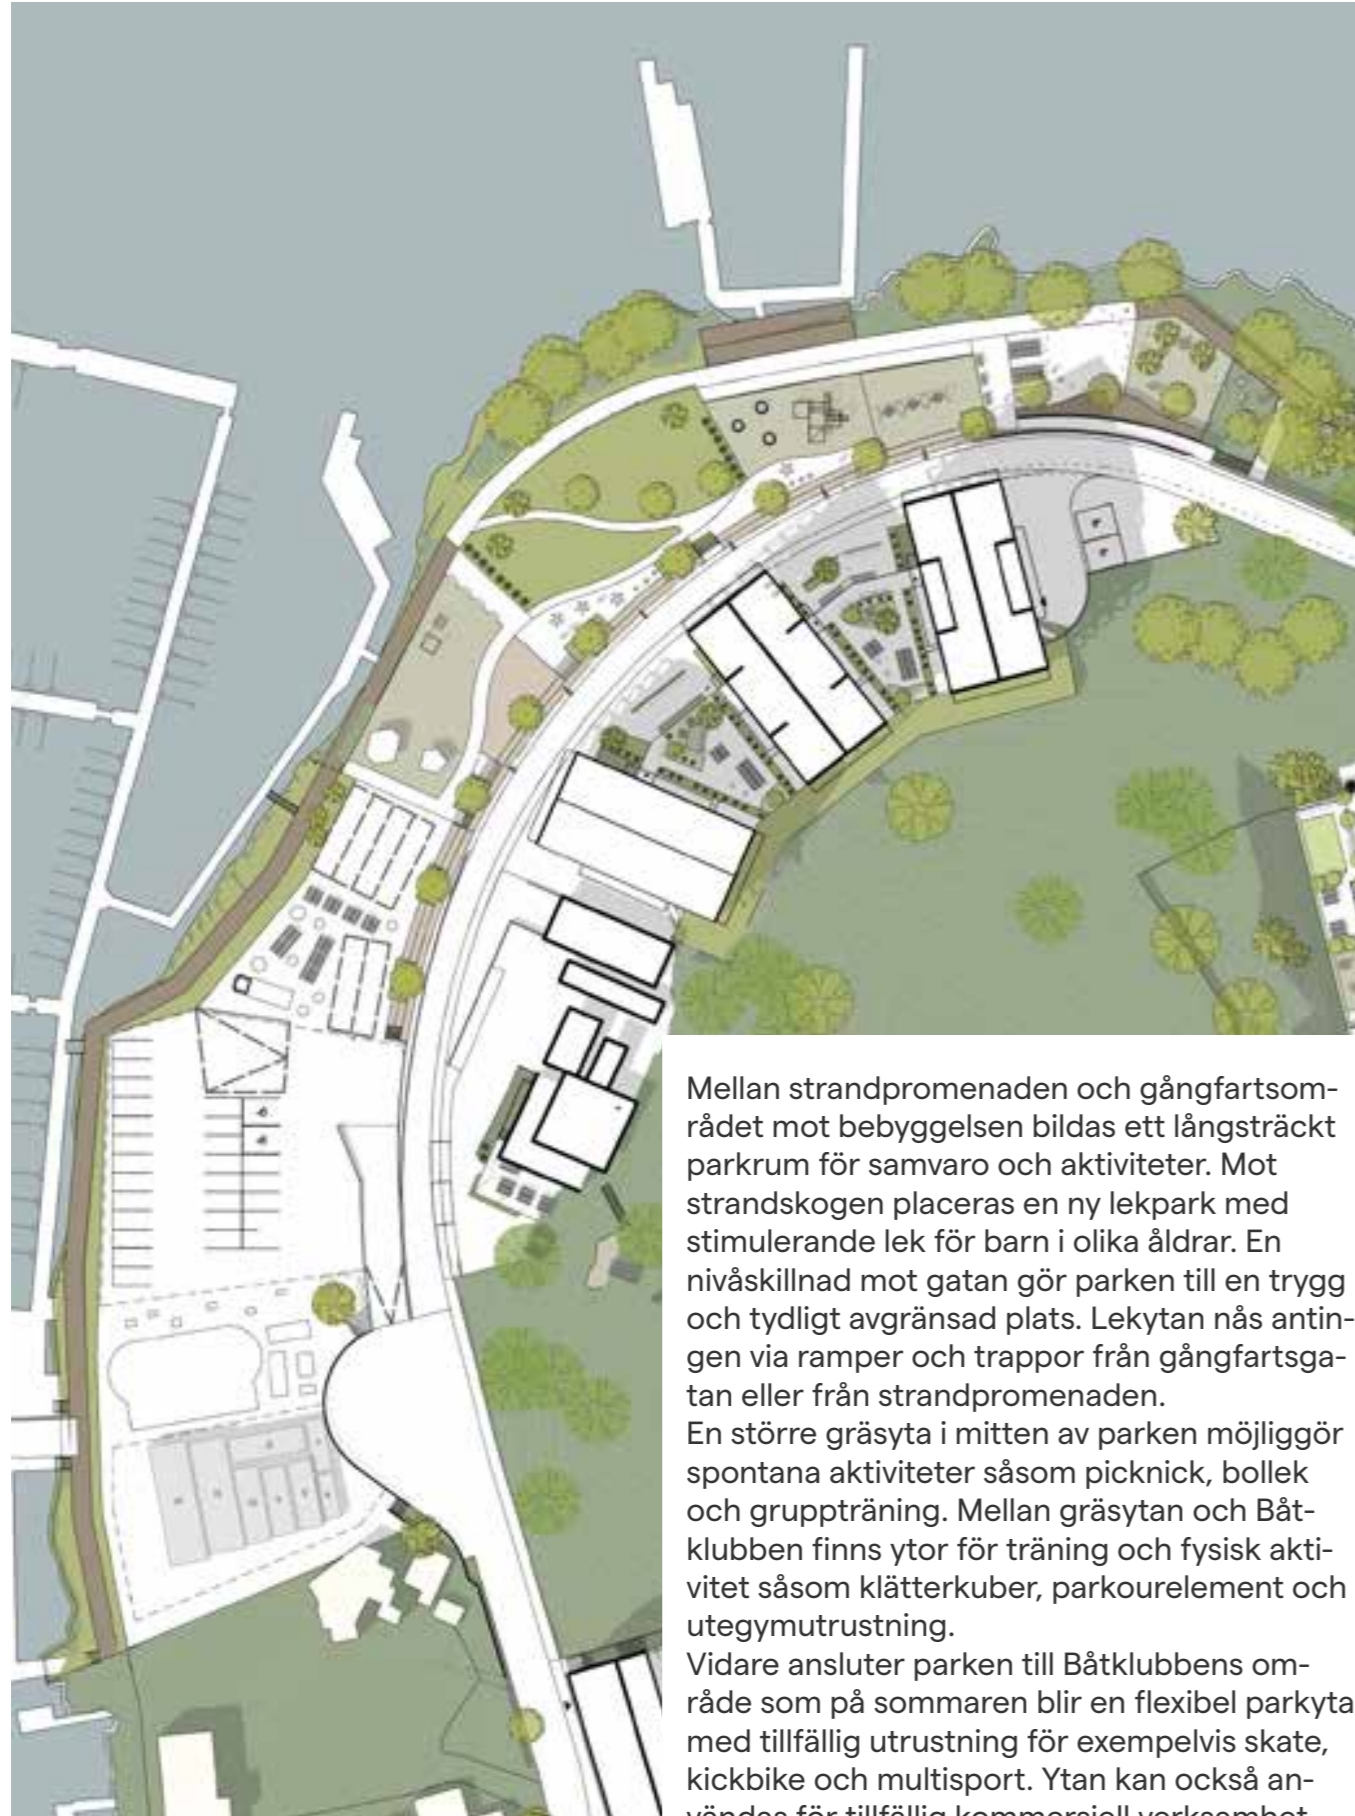 Mellan strandpromenaden och gångfartsom-
rådet mot bebyggelsen bildas ett långsträckt
parkrum för samvaro och aktiviteter. Mot
strandskogen placeras en ny lekpark med
stimulerande lek för barn i olika åldrar. En
nivåskillnad mot gatan gör parken till en trygg
och tydligt avgränsad plats. Lekytan nås antin-
gen via ramper och trappor från gångfartsga-
tan eller från strandpromenaden.
En större gräsyta i mitten av parken möjliggör
spontana aktiviteter såsom picknick, bollek
och gruppträning. Mellan gräsytan och Båt-
klubben finns ytor för träning och fysisk akti-
vitet såsom klätterkuber, parkourelement och
utegymutrustning.
Vidare ansluter parken till Båtklubbens om-
råde som på sommaren blir en flexibel parkyta
med tillfällig utrustning för exempelvis skate,
kickbike och multisport. Ytan kan också an-
vändas för tillfällig kommersiell verksamhet